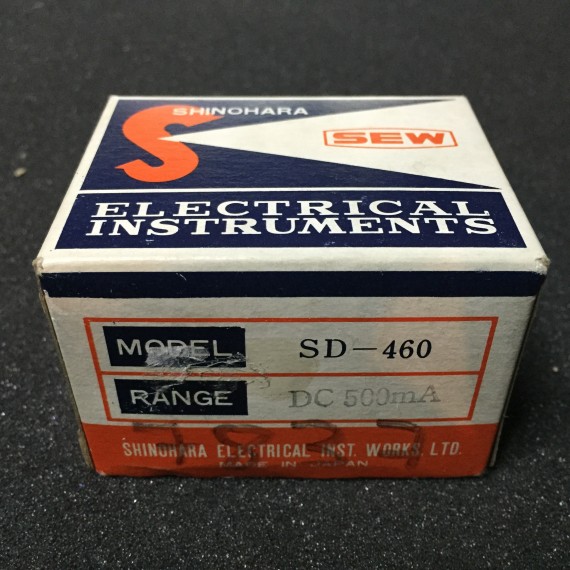 SHINOHARA
SEW
ELECTRICAL
INSTRUMENTS
MODEL SD-460
RANGE DC 500mA
SHINOHARA ELECTRICAL INST. WORKS, LTD.
MADE IN JAPAN